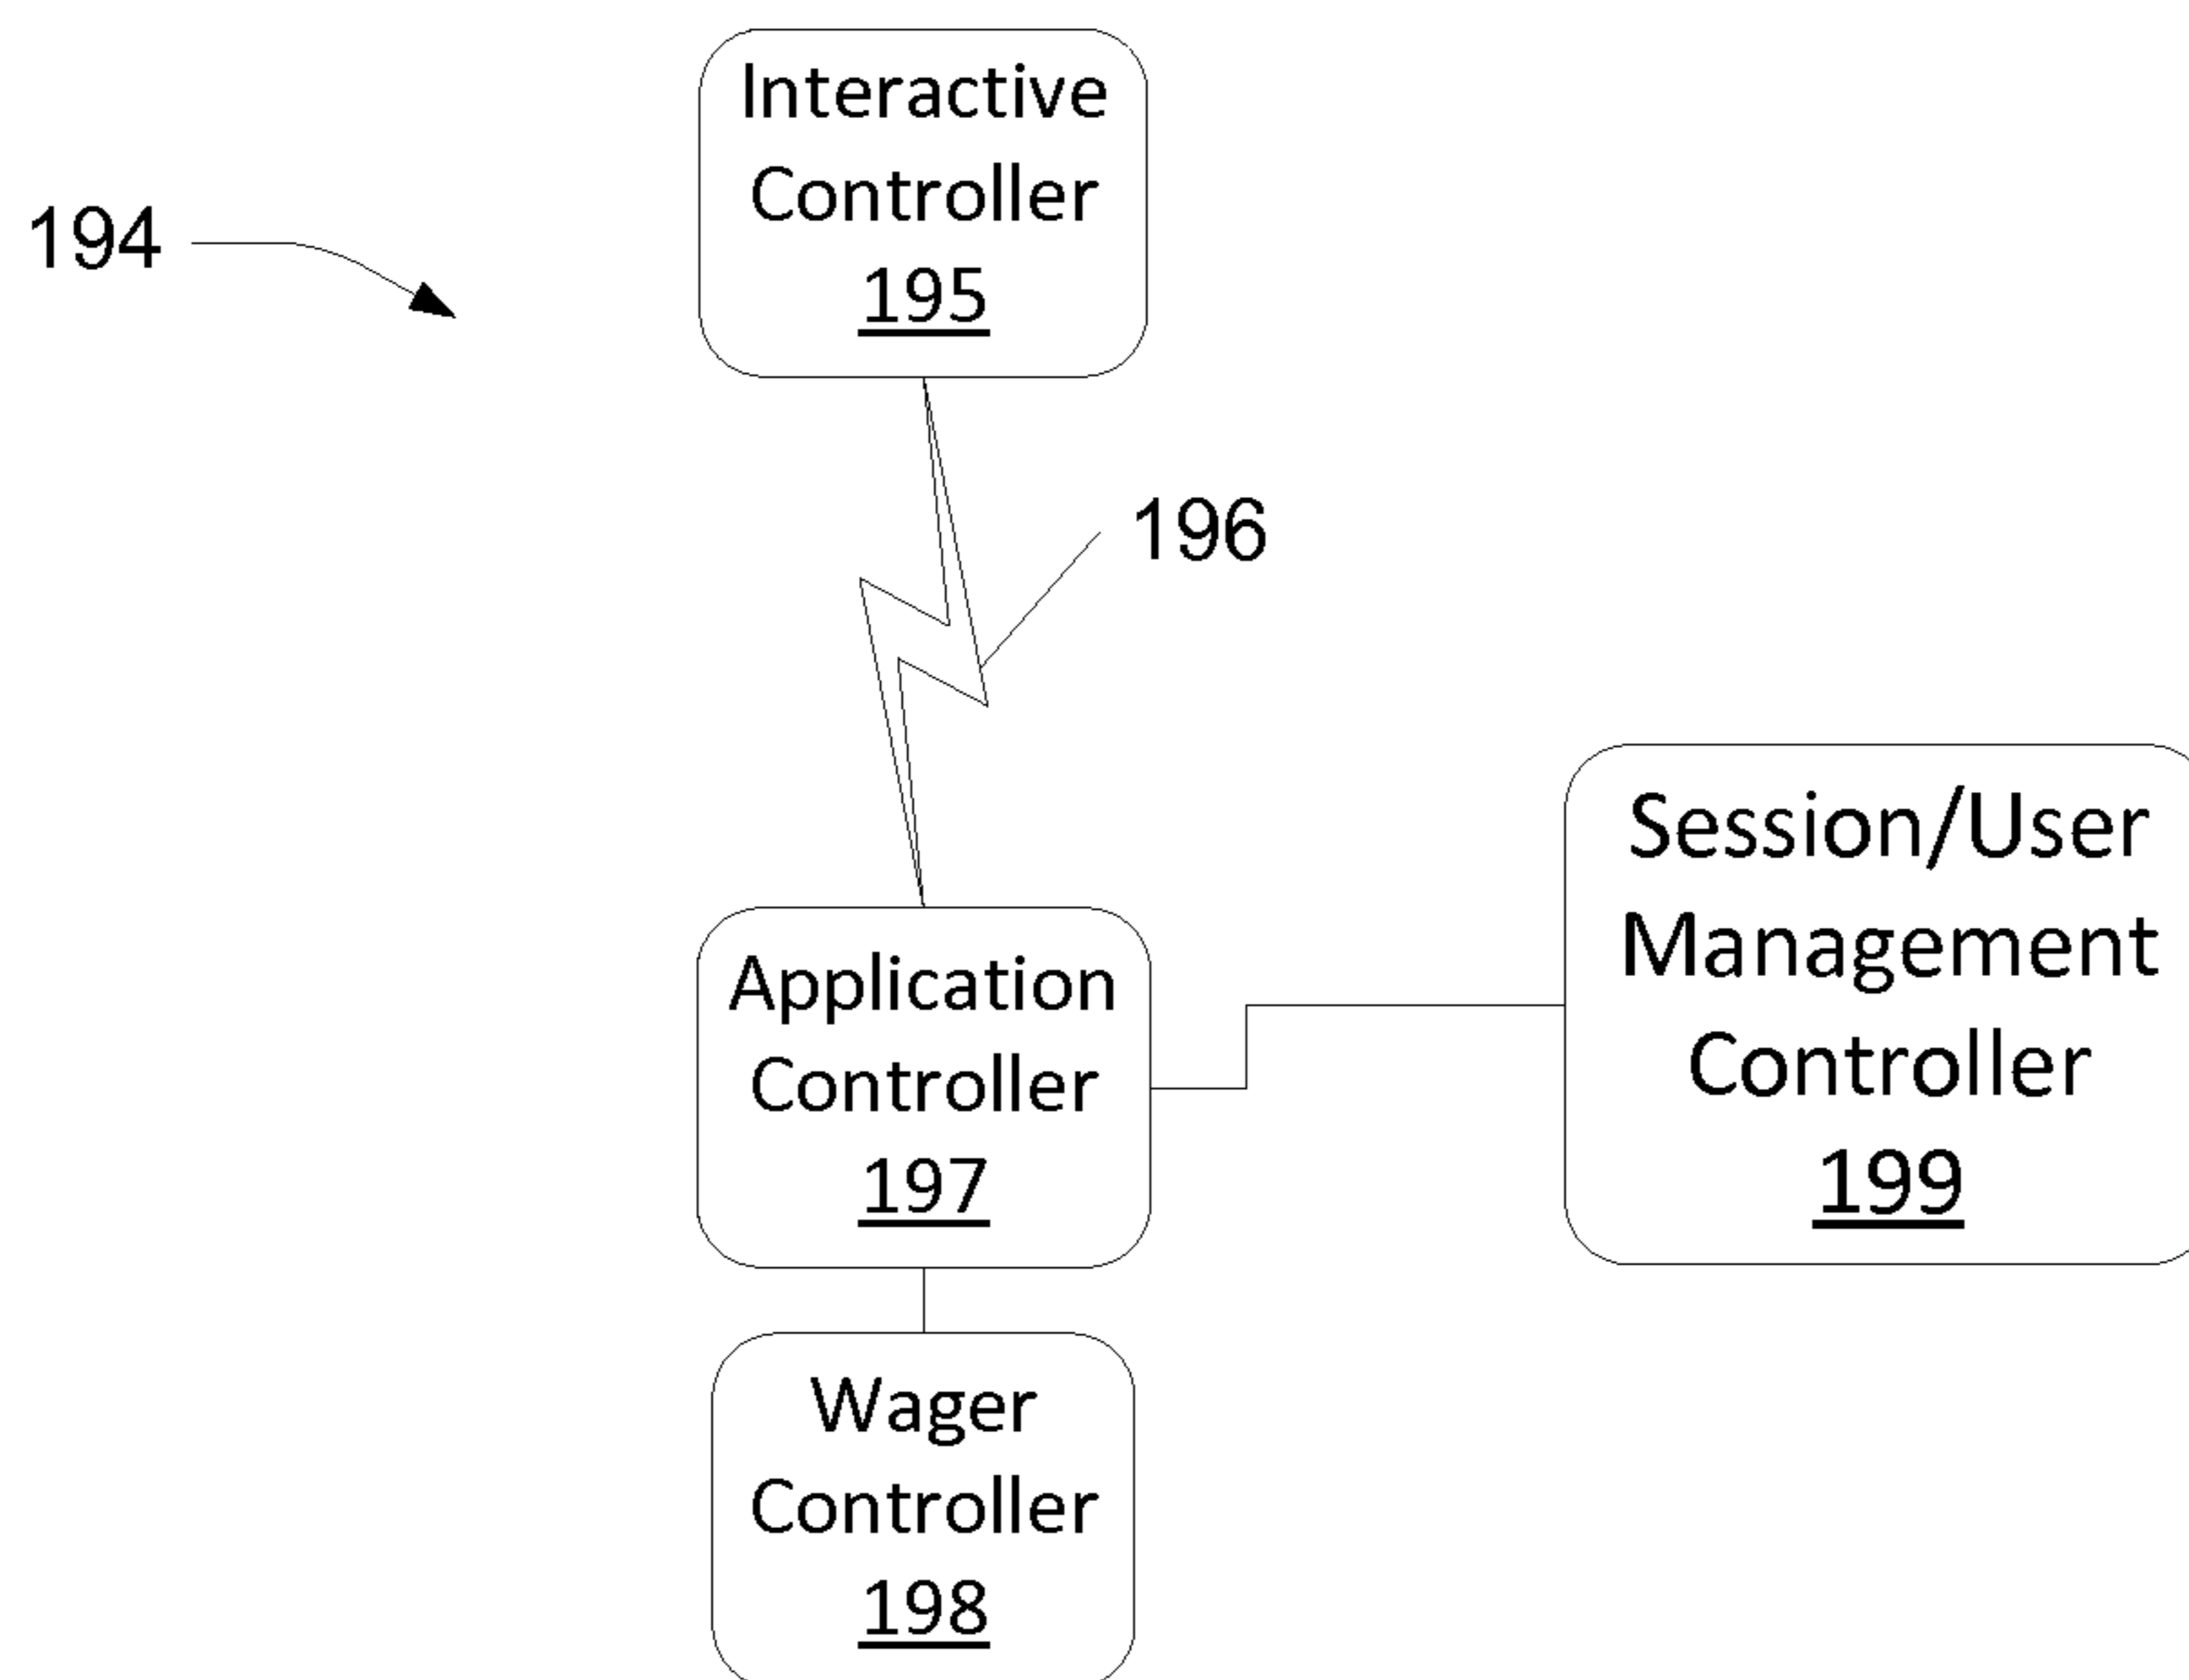 Interactive
Controller
195
194
196
Session/User
Management
Controller
199
Application
Controller
197
Wager
Controller
198